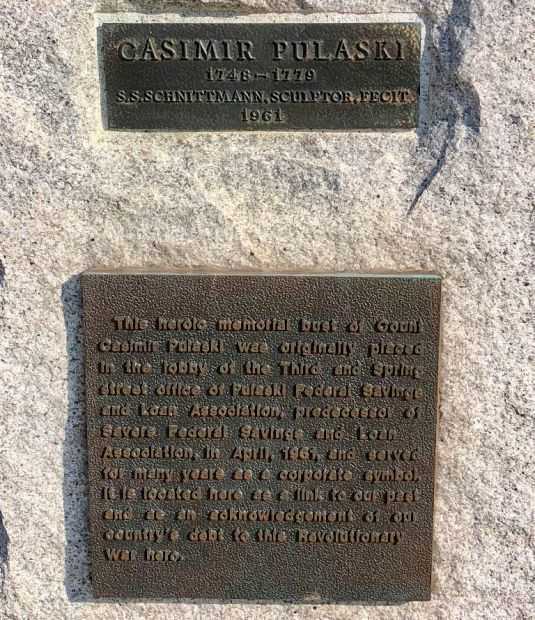 CASIMIR PULASKI
1748-1779
S.S.SCHNITTMANN, SCULPTOR, FECIT
1961
This heroic memorial bust of Count
Casimir Pulaski was originally placed
in the lobby of the Third and Spring
street office of Pulaski Federal Savings
and Loan Association, predecessor of
Savers Federal Savings and Loan
Association, in April, 1961, and served
for many years as a corporate symbol.
It is located here as a link to our past
and as an acknowledgement of our
country's debt to this Revolutionary
War hero.